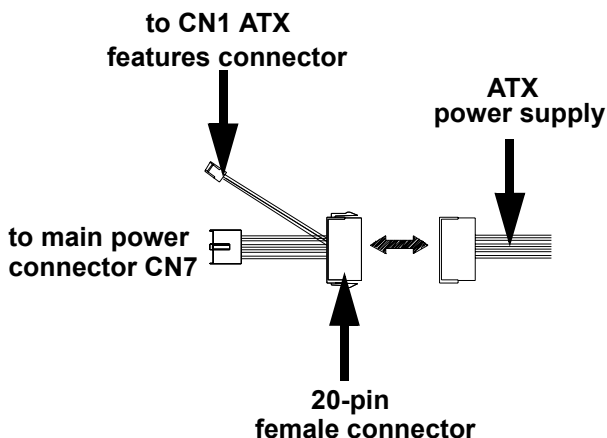 to CN1 ATX
features connector
ATX
power supply
to main power
connector CN7
20-pin
female connector